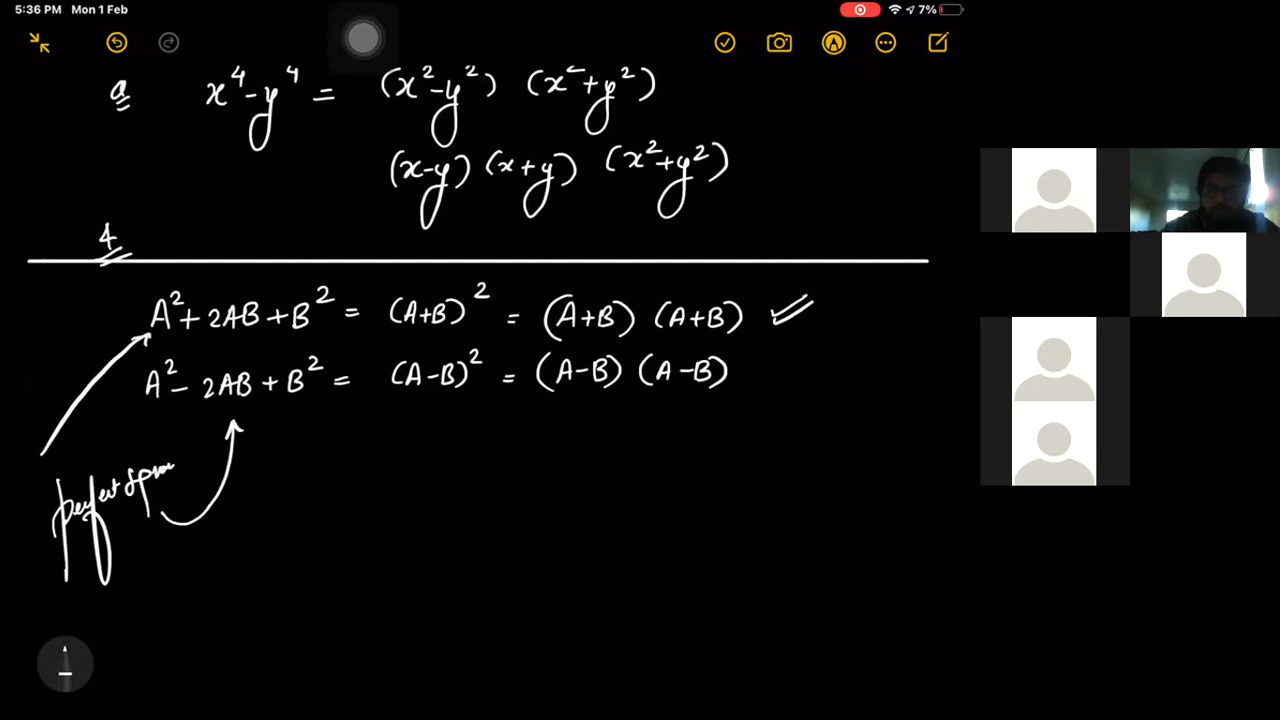 5:36 PM Mon 1 Feb 7%
a x⁴-y⁴ = (x²-y²) (x²+y²)
(x-y) (x+y) (x²+y²)
4
A²+2AB+B² = (A+B)² = (A+B) (A+B)
A²-2AB+B² = (A-B)² = (A-B) (A-B)
perfect